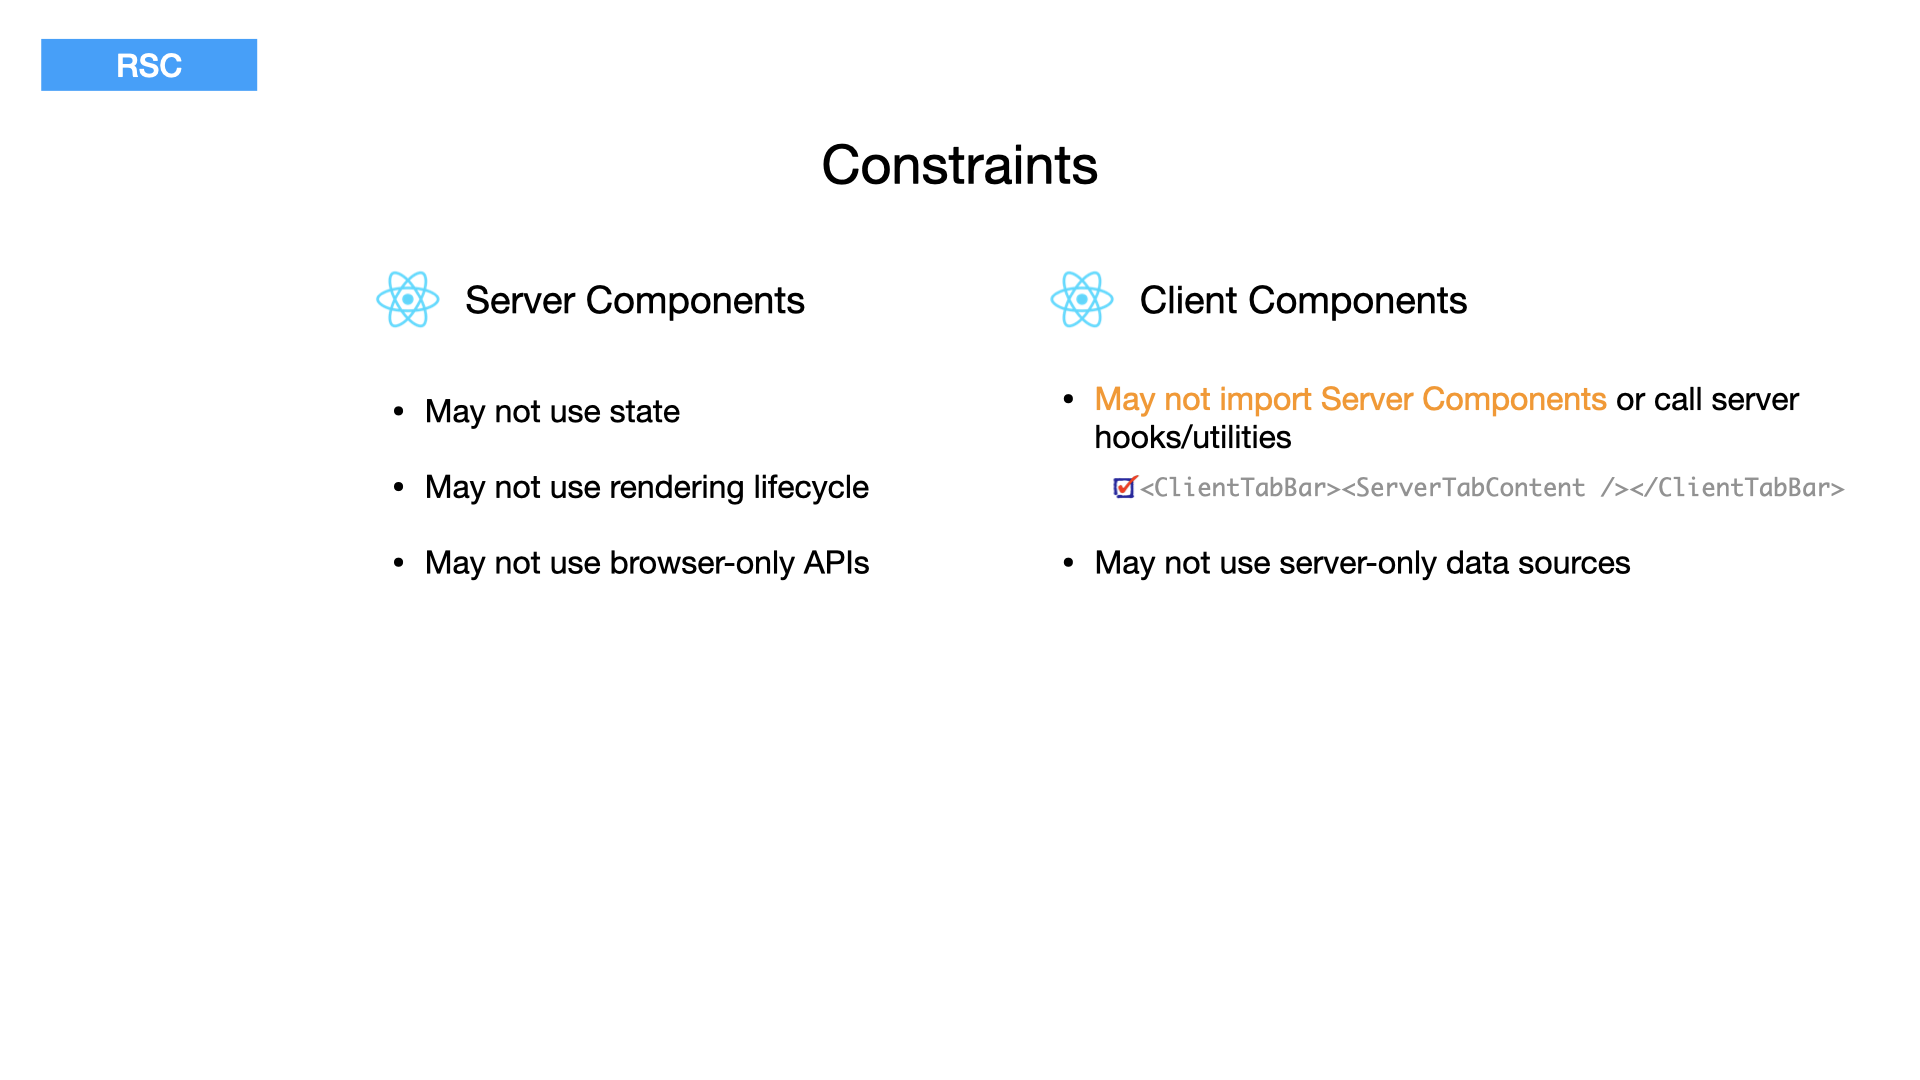 RSC
Constraints
Server Components
• May not use state
• May not use rendering lifecycle
• May not use browser-only APIs
Client Components
• May not import Server Components or call server
hooks/utilities
<ClientTabBar><ServerTabContent /></ClientTabBar>
• May not use server-only data sources